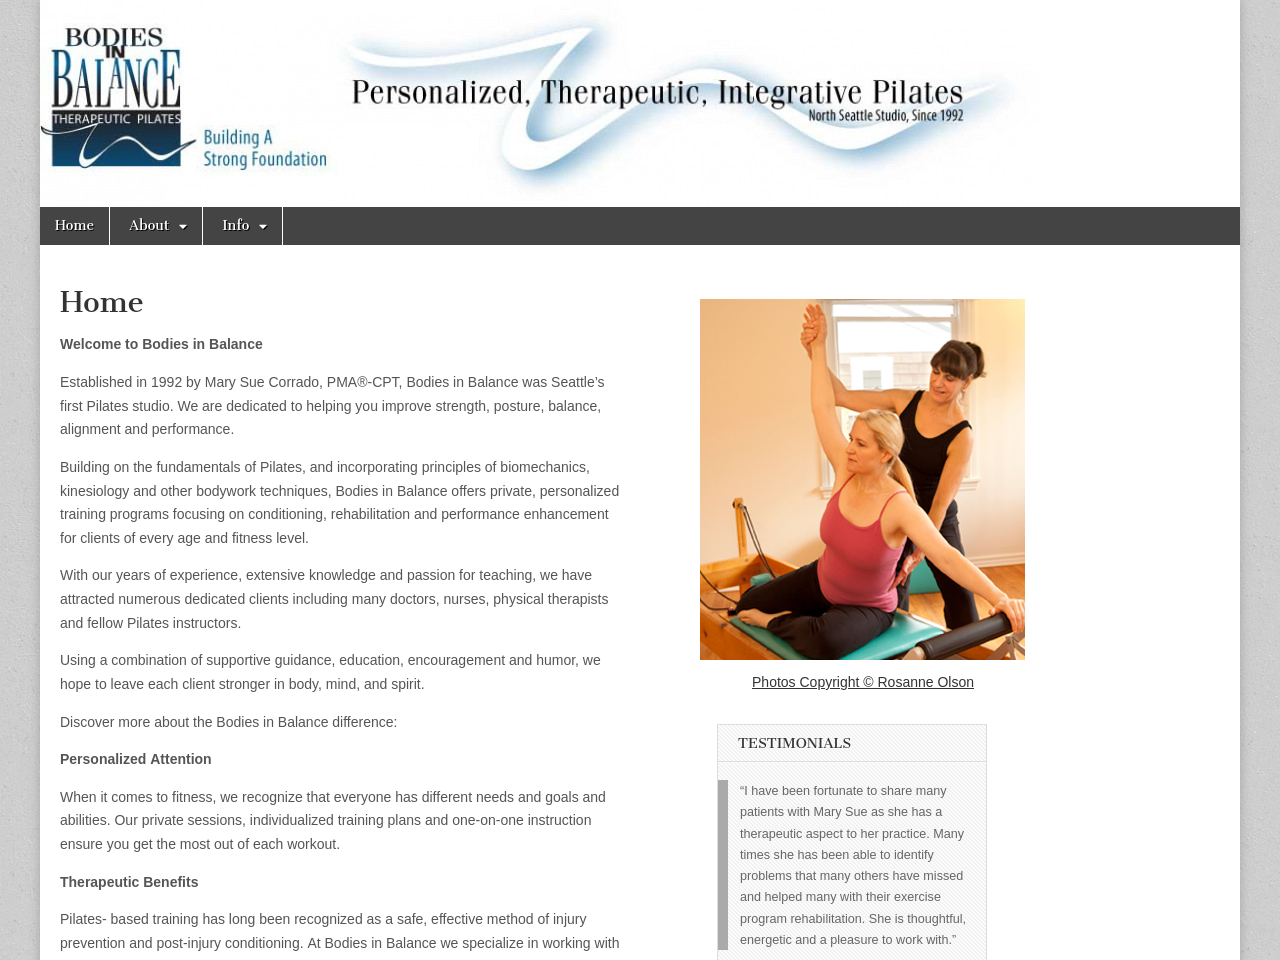 BODIES
IN
BALANCE
THERAPEUTIC PILATES
Building A
Strong Foundation
Personalized, Therapeutic, Integrative Pilates
North Seattle Studio, Since 1992
Home
About
Info
Home
Welcome to Bodies in Balance
Established in 1992 by Mary Sue Corrado, PMA®-CPT, Bodies in Balance was Seattle’s
first Pilates studio. We are dedicated to helping you improve strength, posture, balance,
alignment and performance.
Building on the fundamentals of Pilates, and incorporating principles of biomechanics,
kinesiology and other bodywork techniques, Bodies in Balance offers private, personalized
training programs focusing on conditioning, rehabilitation and performance enhancement
for clients of every age and fitness level.
With our years of experience, extensive knowledge and passion for teaching, we have
attracted numerous dedicated clients including many doctors, nurses, physical therapists
and fellow Pilates instructors.
Using a combination of supportive guidance, education, encouragement and humor, we
hope to leave each client stronger in body, mind, and spirit.
Discover more about the Bodies in Balance difference:
Personalized Attention
When it comes to fitness, we recognize that everyone has different needs and goals and
abilities. Our private sessions, individualized training plans and one-on-one instruction
ensure you get the most out of each workout.
Therapeutic Benefits
Pilates- based training has long been recognized as a safe, effective method of injury
prevention and post-injury conditioning. At Bodies in Balance we specialize in working with
Photos Copyright © Rosanne Olson
TESTIMONIALS
“I have been fortunate to share many
patients with Mary Sue as she has a
therapeutic aspect to her practice. Many
times she has been able to identify
problems that many others have missed
and helped many with their exercise
program rehabilitation. She is thoughtful,
energetic and a pleasure to work with.”